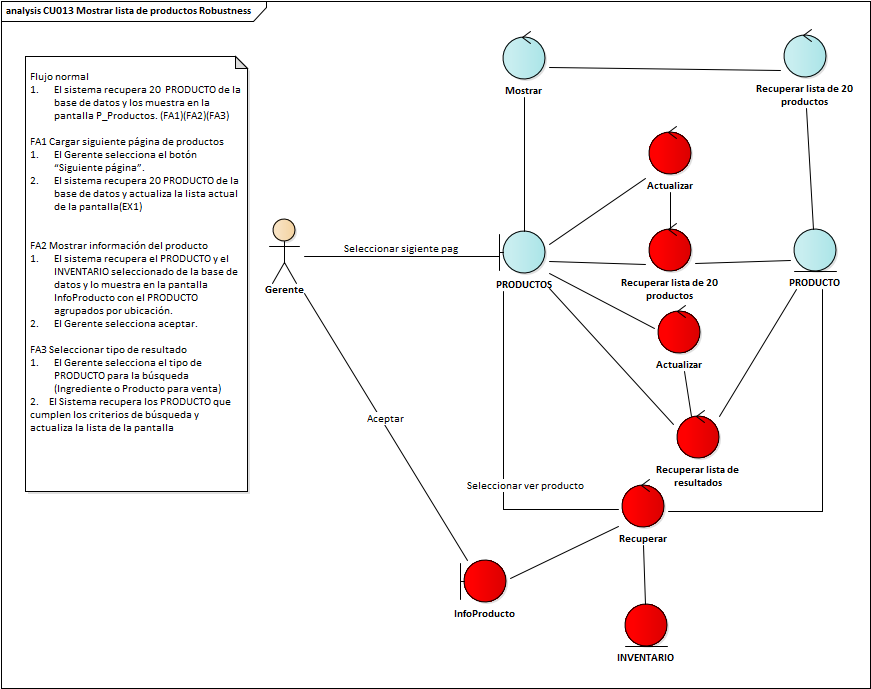 analysis CU013 Mostrar lista de productos Robustness
Flujo normal
1. El sistema recupera 20 PRODUCTO de la
base de datos y los muestra en la
pantalla P_Productos. (FA1)(FA2)(FA3)
FA1 Cargar siguiente página de productos
1. El Gerente selecciona el botón
“Siguiente página”.
2. El sistema recupera 20 PRODUCTO de la
base de datos y actualiza la lista actual
de la pantalla(EX1)
FA2 Mostrar información del producto
1. El sistema recupera el PRODUCTO y el
INVENTARIO seleccionado de la base de
datos y lo muestra en la pantalla
InfoProducto con el PRODUCTO
agrupados por ubicación.
2. El Gerente selecciona aceptar.
FA3 Seleccionar tipo de resultado
1. El Gerente selecciona el tipo de
PRODUCTO para la búsqueda
(Ingrediente o Producto para venta)
2. El Sistema recupera los PRODUCTO que
cumplen los criterios de búsqueda y
actualiza la lista de la pantalla
Mostrar
Recuperar lista de 20
productos
Actualizar
Gerente
Seleccionar sigiente pag
PRODUCTOS
Recuperar lista de 20
productos
PRODUCTO
Actualizar
Aceptar
Recuperar lista de
resultados
Seleccionar ver producto
Recuperar
InfoProducto
INVENTARIO